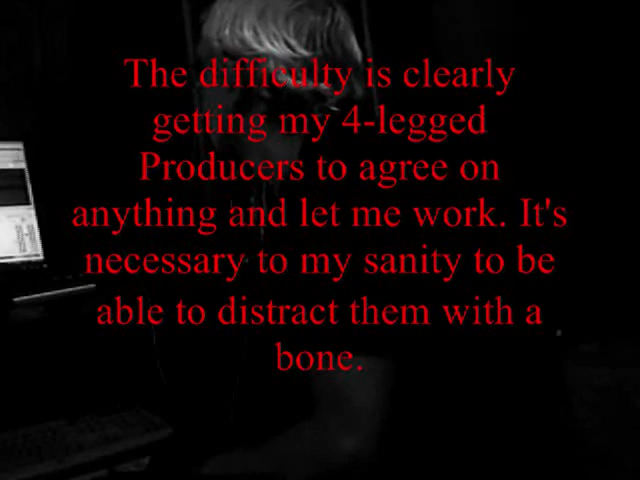 The difficulty is clearly
getting my 4-legged
Producers to agree on
anything and let me work. It's
necessary to my sanity to be
able to distract them with a
bone.